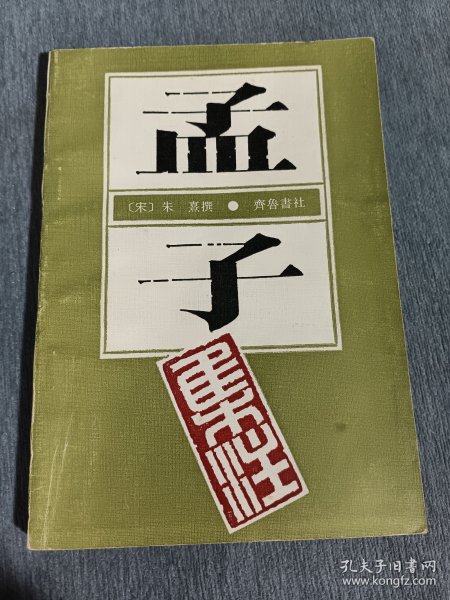 孟
〔宋〕朱 熹撰 ● 齊魯書社
子
集注
孔夫子旧书网
www.kongfz.com